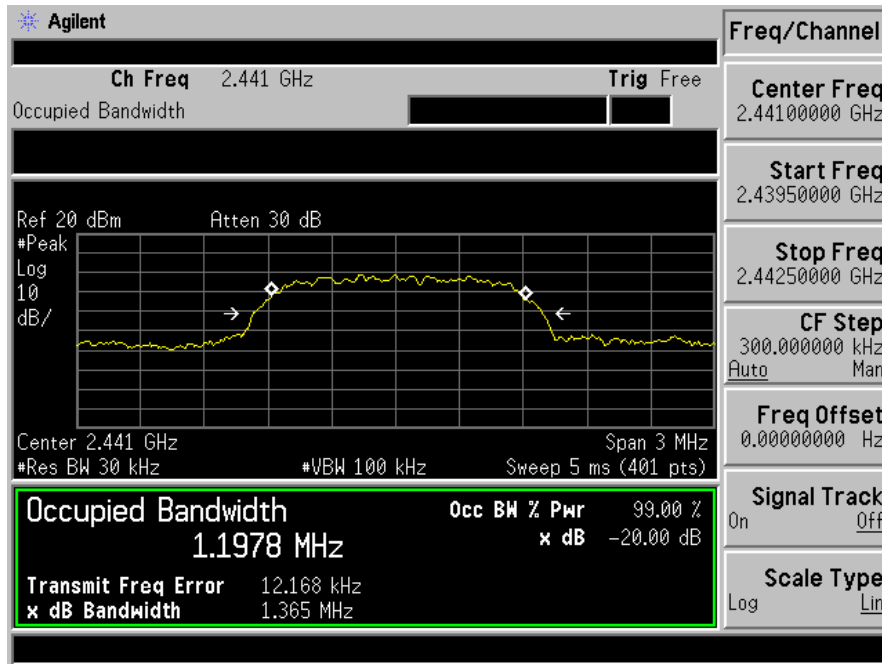 Agilent
Ch Freq 2.441 GHz Trig Free
Occupied Bandwidth
Ref 20 dBm Atten 30 dB
#Peak
Log
10
dB/
Center 2.441 GHz Span 3 MHz
#Res BW 30 kHz #VBW 100 kHz Sweep 5 ms (401 pts)
Occupied Bandwidth
1.1978 MHz
Occ BW % Pwr 99.00 %
x dB -20.00 dB
Transmit Freq Error 12.168 kHz
x dB Bandwidth 1.365 MHz
Freq/Channel
Center Freq
2.44100000 GHz
Start Freq
2.43950000 GHz
Stop Freq
2.44250000 GHz
CF Step
300.000000 kHz
Auto Man
Freq Offset
0.00000000 Hz
Signal Track
On Off
Scale Type
Log Lin